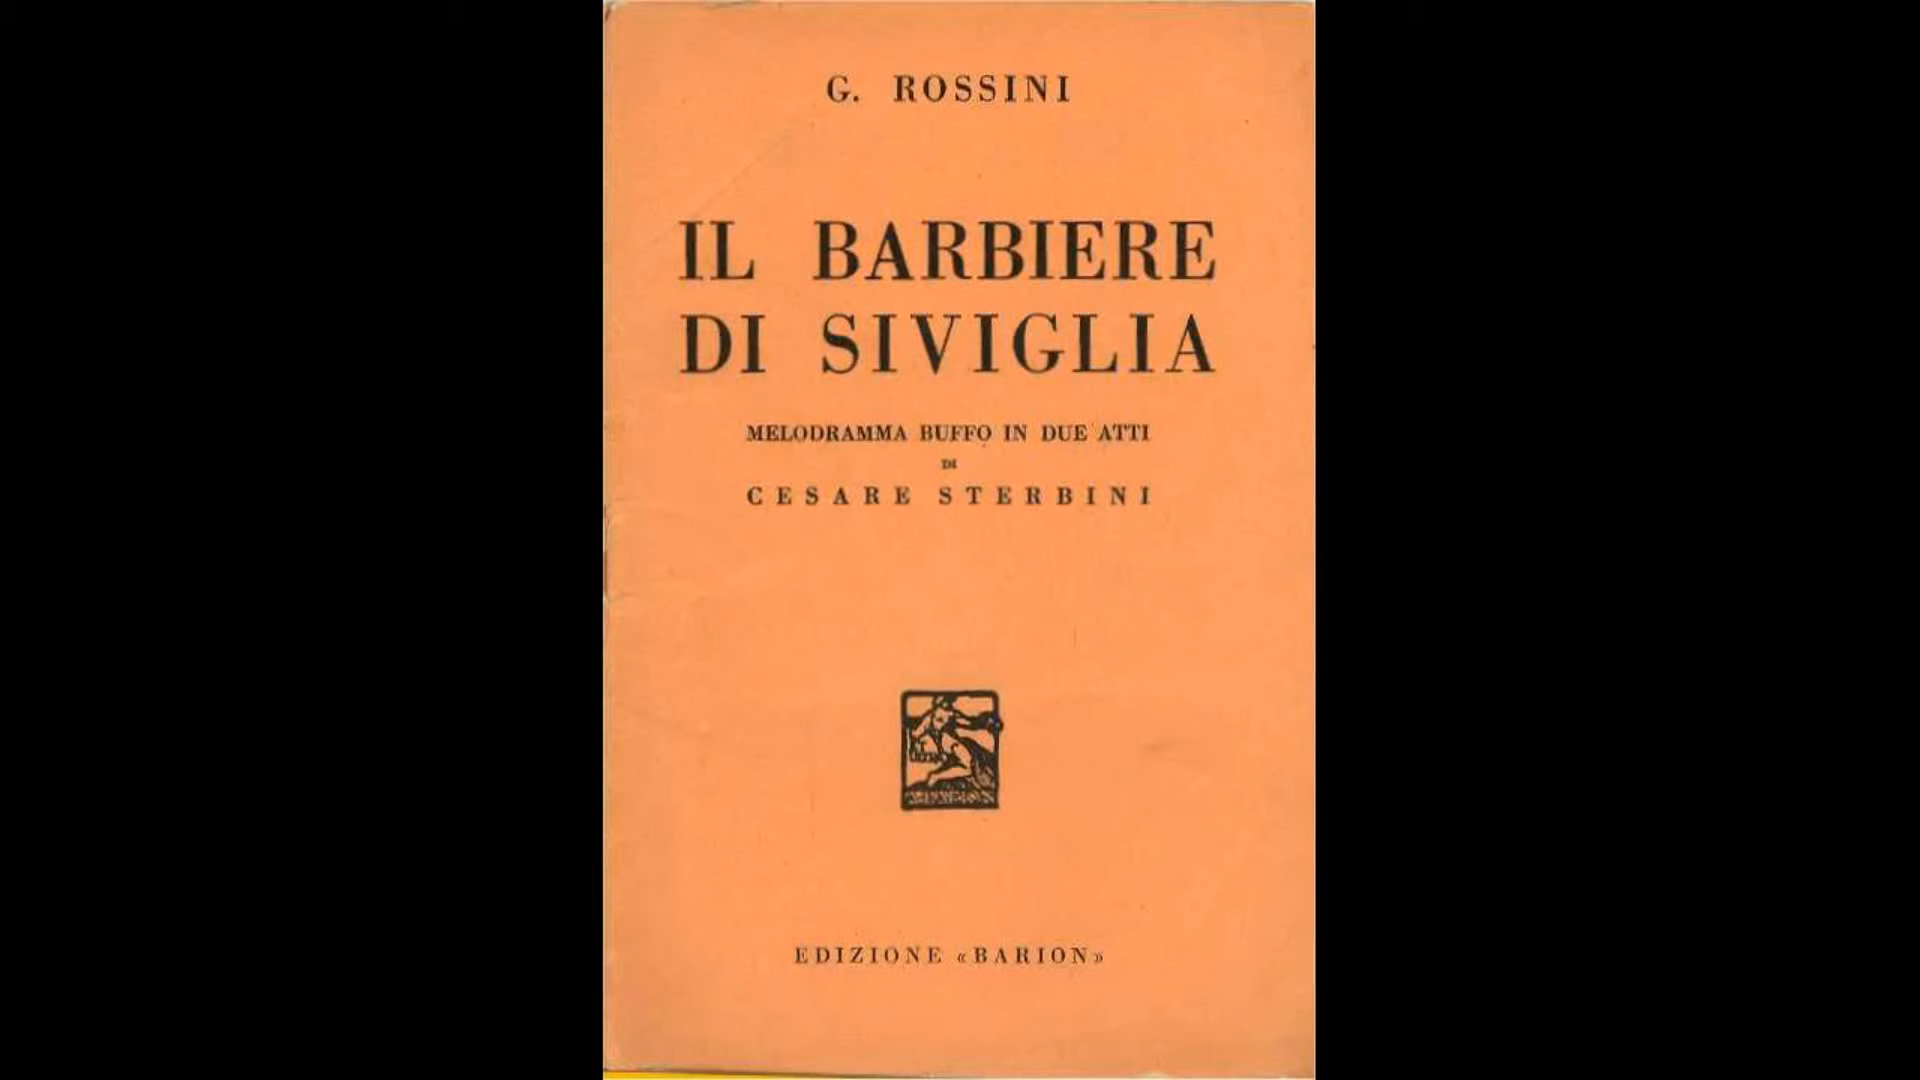 G. ROSSINI
IL BARBIERE
DI SIVIGLIA
MELODRAMMA BUFFO IN DUE ATTI
DI
CESARE STERBINI
EDIZIONE «BARION»